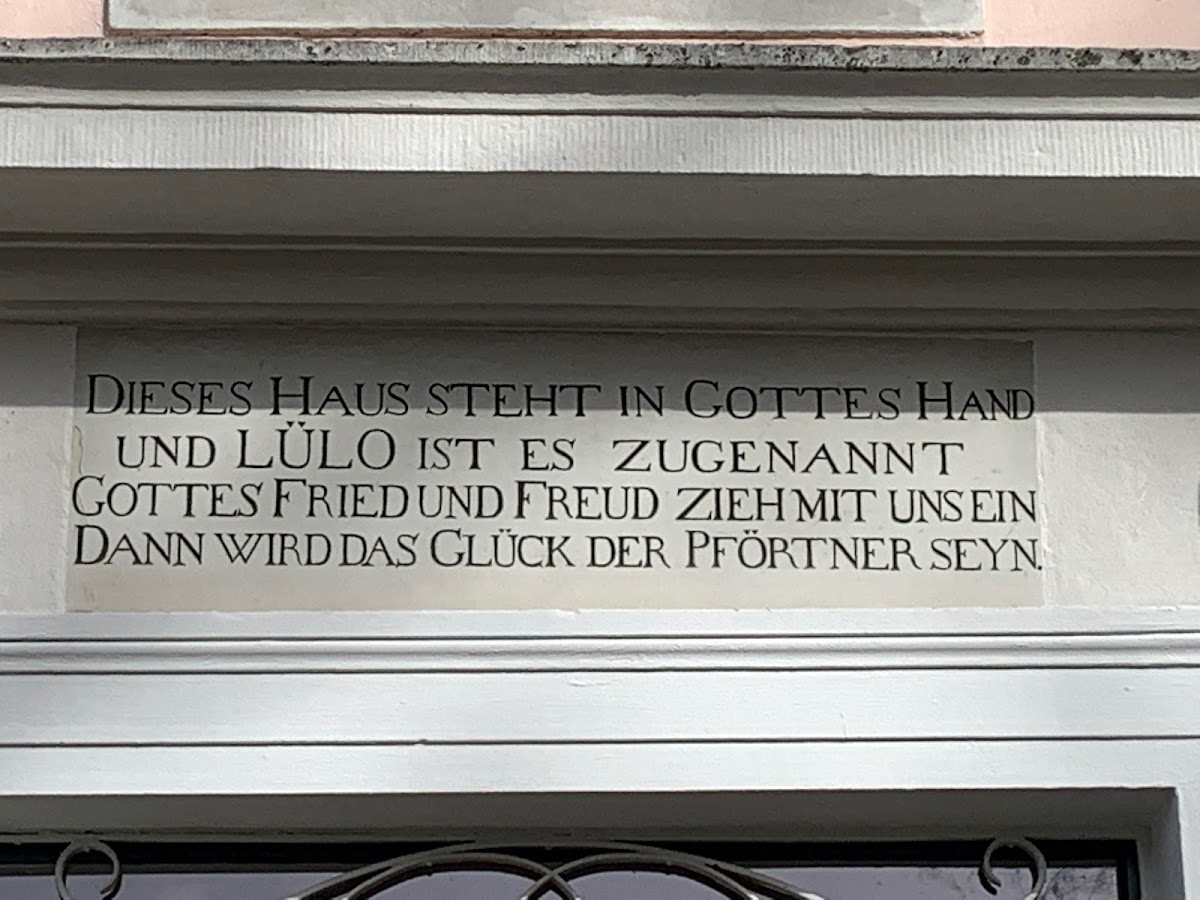 DIESES HAUS STEHT IN GOTTES HAND
UND LÜLO IST ES ZUGENANNT
GOTTES FRIED UND FREUD ZIEH MIT UNS EIN
DANN WIRD DAS GLÜCK DER PFÖRTNER SEYN.